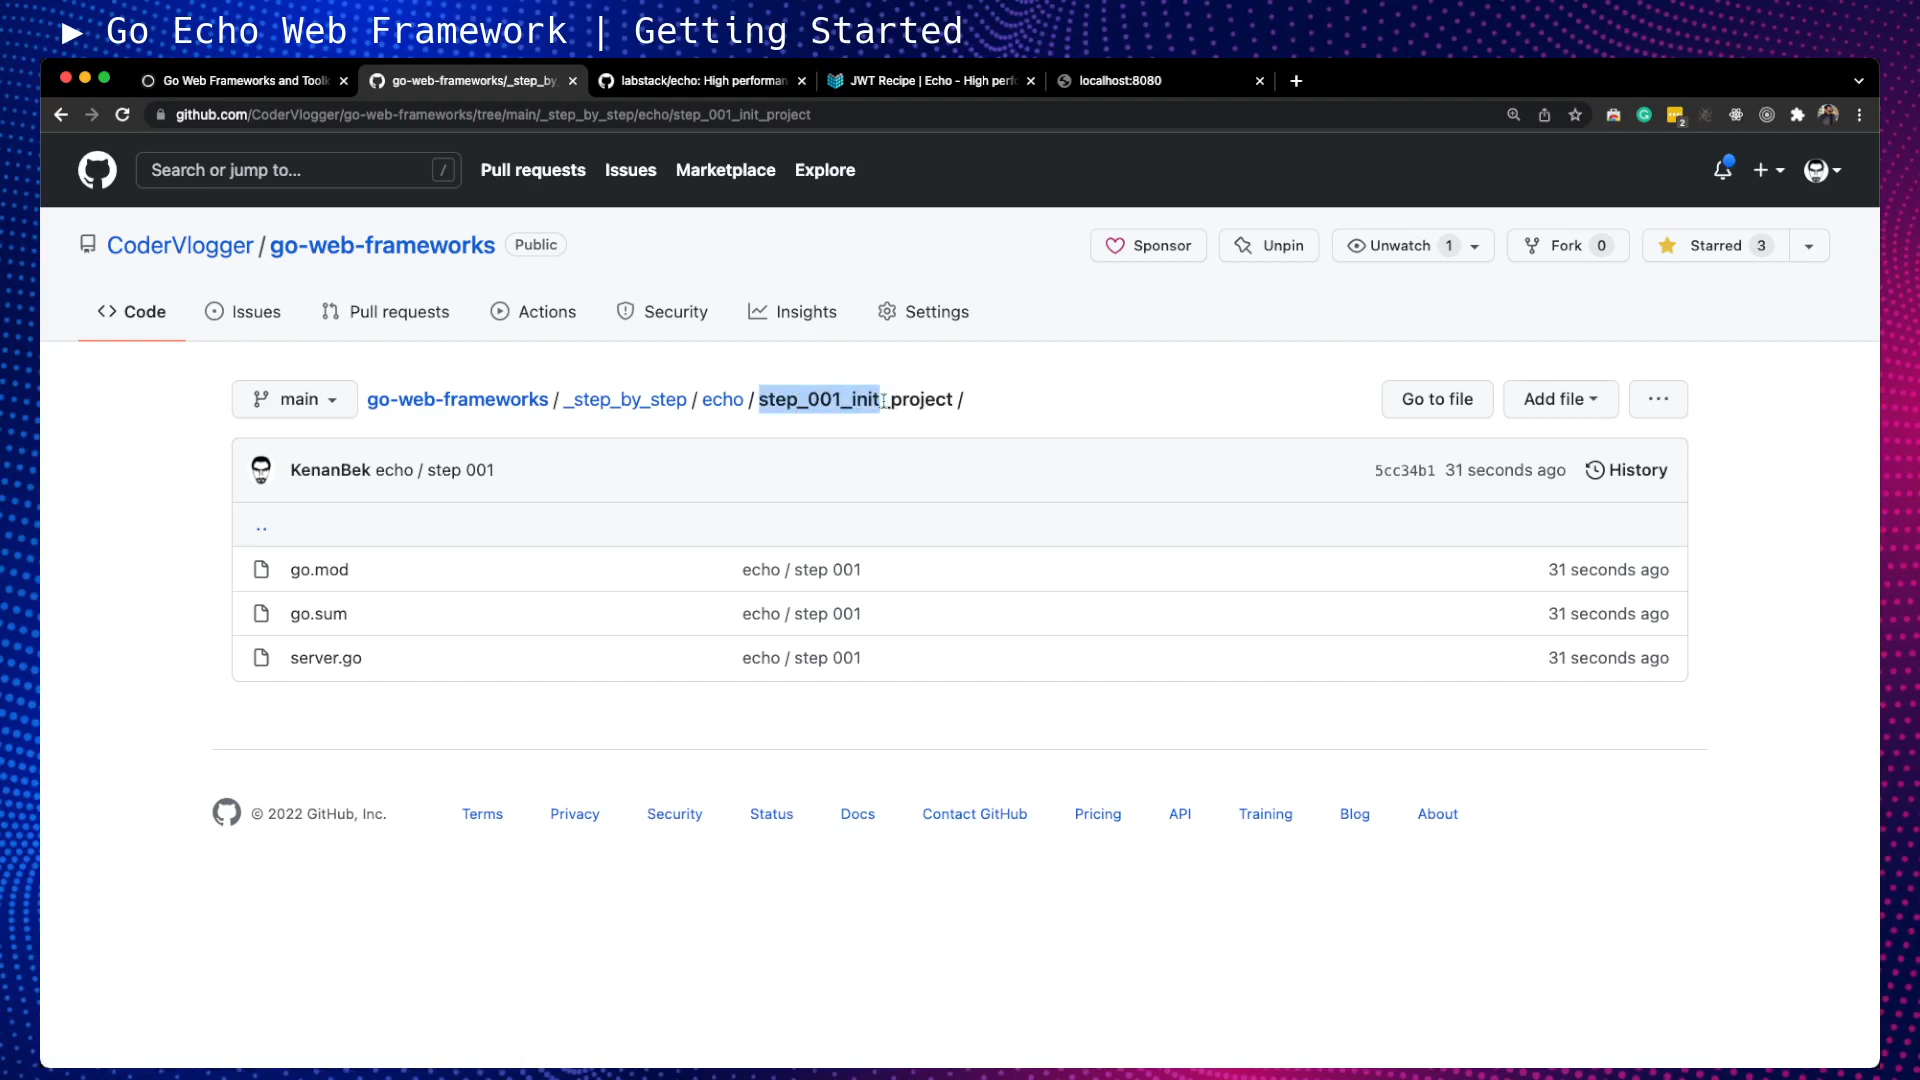 ▶ Go Echo Web Framework | Getting Started
Go Web Frameworks and Toolk
go-web-frameworks/_step_by_
labstack/echo: High performan
JWT Recipe | Echo - High perfo
localhost:8080
github.com/CoderVlogger/go-web-frameworks/tree/main/_step_by_step/echo/step_001_init_project
2
Search or jump to... /
Pull requests Issues Marketplace Explore
CoderVlogger / go-web-frameworks Public
Sponsor Unpin Unwatch 1 Fork 0 Starred 3
Code Issues Pull requests Actions Security Insights Settings
main go-web-frameworks / _step_by_step / echo / step_001_init_project /
Go to file Add file ...
KenanBek echo / step 001 5cc34b1 31 seconds ago History
..
go.mod echo / step 001 31 seconds ago
go.sum echo / step 001 31 seconds ago
server.go echo / step 001 31 seconds ago
© 2022 GitHub, Inc. Terms Privacy Security Status Docs Contact GitHub Pricing API Training Blog About